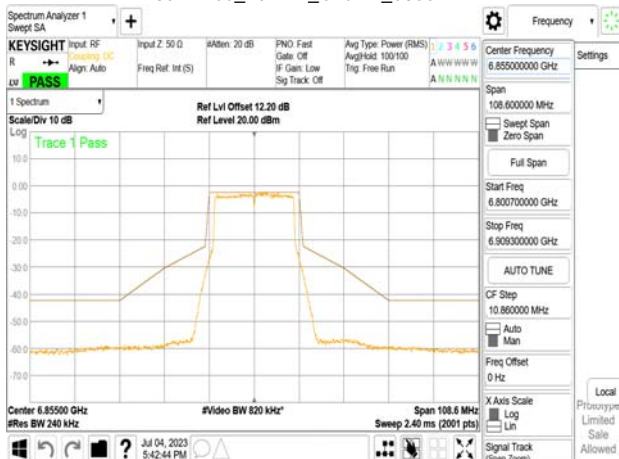 Spectrum Analyzer 1
Swept SA
Frequency
KEYSIGHT
Input: RF
Coupling: DC
Align: Auto
Input Z: 50 Ω
Freq Ref: Int (S)
#Atten: 20 dB
PNO: Fast
Gate: Off
IF Gain: Low
Sig Track: Off
Avg Type: Power (RMS)
Avg|Hold: 100/100
Trig: Free Run
1 2 3 4 5 6
A W W W W W
A N N N N N
R
LXI
PASS
1 Spectrum
Scale/Div 10 dB
Ref Lvl Offset 12.20 dB
Ref Level 20.00 dBm
Log
Trace 1 Pass
10.0
0.00
-10.0
-20.0
-30.0
-40.0
-50.0
-60.0
-70.0
Center 6.85500 GHz
#Video BW 820 kHz*
Span 108.6 MHz
#Res BW 240 kHz
Sweep 2.40 ms (2001 pts)
Jul 04, 2023
5:42:44 PM
Center Frequency
6.855000000 GHz
Settings
Span
108.600000 MHz
Swept Span
Zero Span
Full Span
Start Freq
6.800700000 GHz
Stop Freq
6.909300000 GHz
AUTO TUNE
CF Step
10.860000 MHz
Auto
Man
Freq Offset
0 Hz
X Axis Scale
Log
Lin
Signal Track
(Span Zoom)
Local
Prototype
Limited
Sale
Allowed